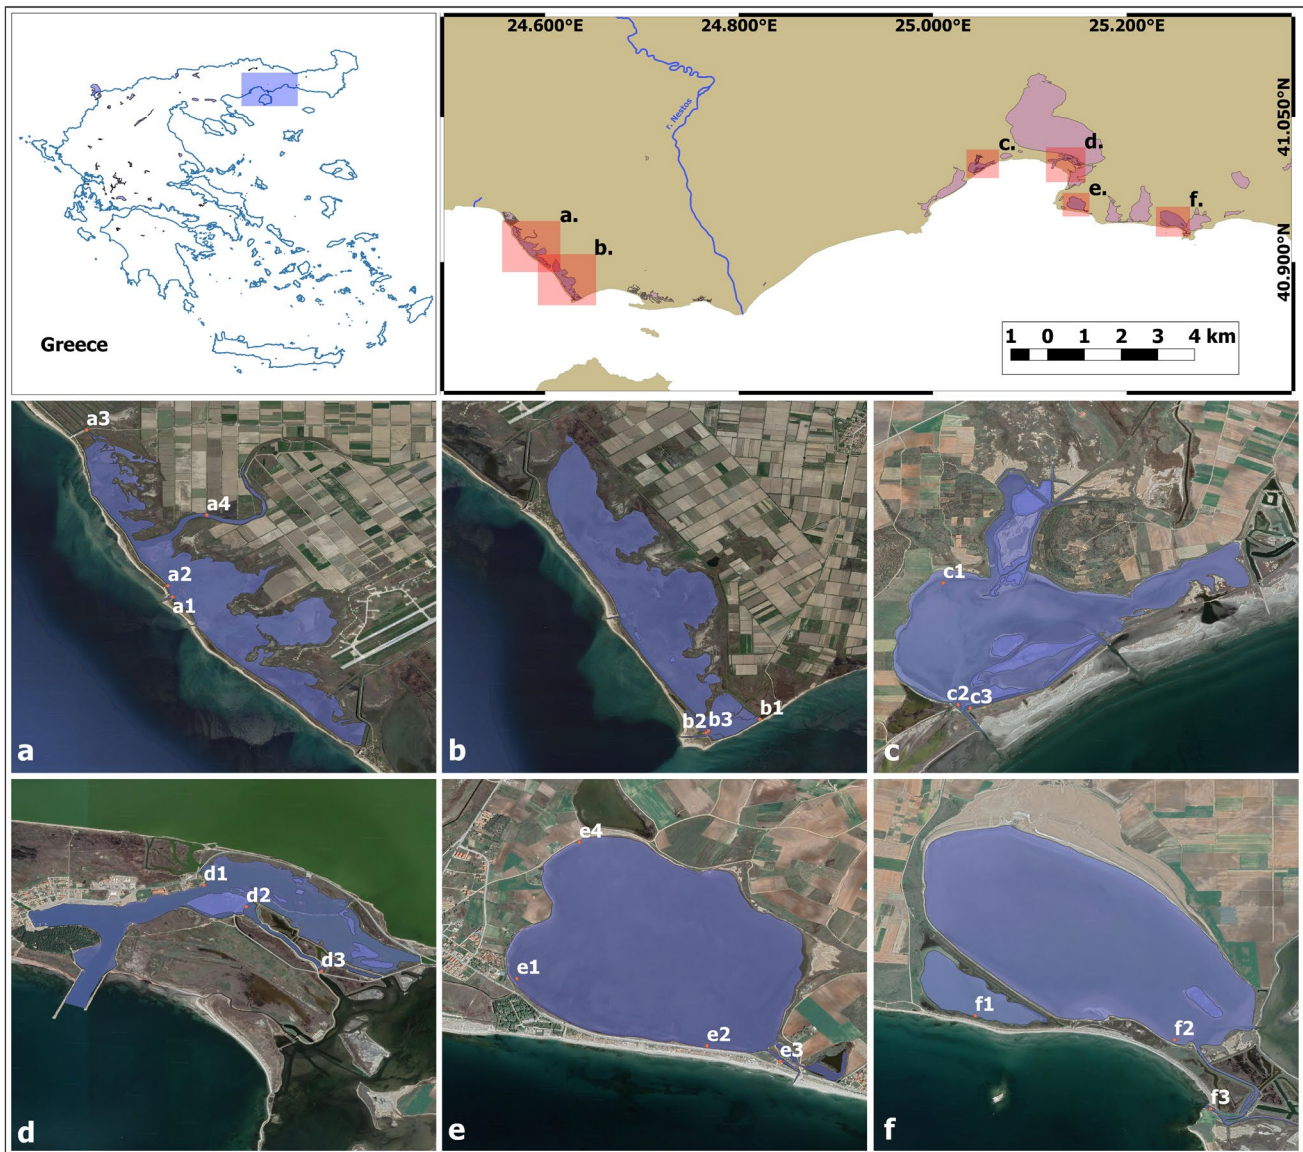 Greece
24.600°E 24.800°E 25.000°E 25.200°E
41.050°N
40.900°N
r. Nestos
a.
b.
c.
d.
e.
f.
1 0 1 2 3 4 km
a3
a4
a2
a1
a
b2 b3 b1
b
c1
c2 c3
c
d1
d2
d3
d
e4
e1
e2
e3
e
f1
f2
f3
f